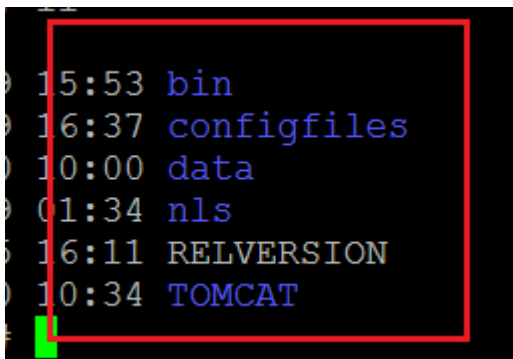 15:53 bin
16:37 configfiles
10:00 data
01:34 nls
16:11 RELVERSION
10:34 TOMCAT